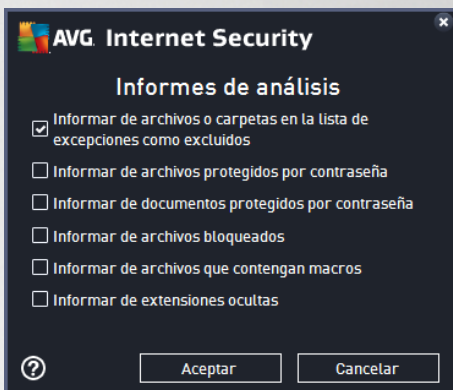 AVG. Internet Security
Informes de análisis
Informar de archivos o carpetas en la lista de
excepciones como excluidos
Informar de archivos protegidos por contraseña
Informar de documentos protegidos por contraseña
Informar de archivos bloqueados
Informar de archivos que contengan macros
Informar de extensiones ocultas
? Aceptar Cancelar